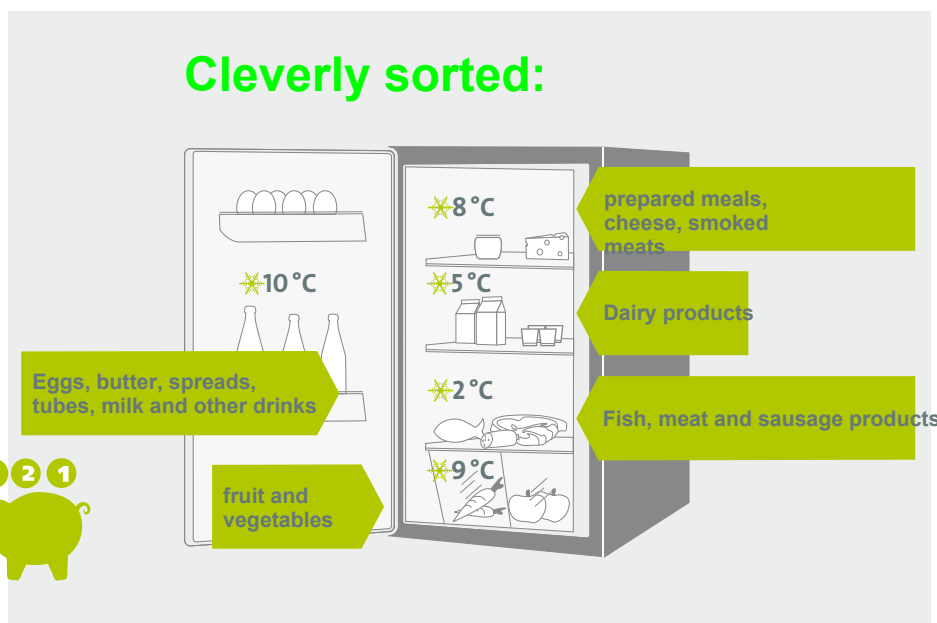 Cleverly sorted:
8 °C
prepared meals,
cheese, smoked
meats
10 °C
5 °C
Dairy products
Eggs, butter, spreads,
tubes, milk and other drinks
2 °C
Fish, meat and sausage products
9 °C
fruit and
vegetables
2 1